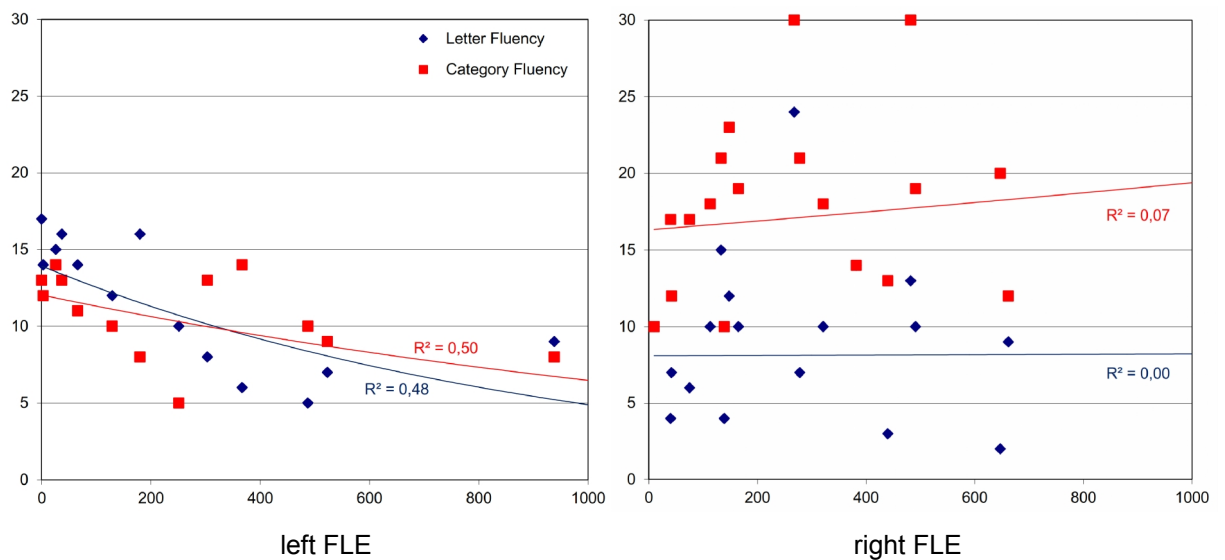 30
25
20
15
10
5
0
0 200 400 600 800 1000
Letter Fluency
Category Fluency
R² = 0,50
R² = 0,48
left FLE
30
25
20
15
10
5
0
0 200 400 600 800 1000
R² = 0,07
R² = 0,00
right FLE